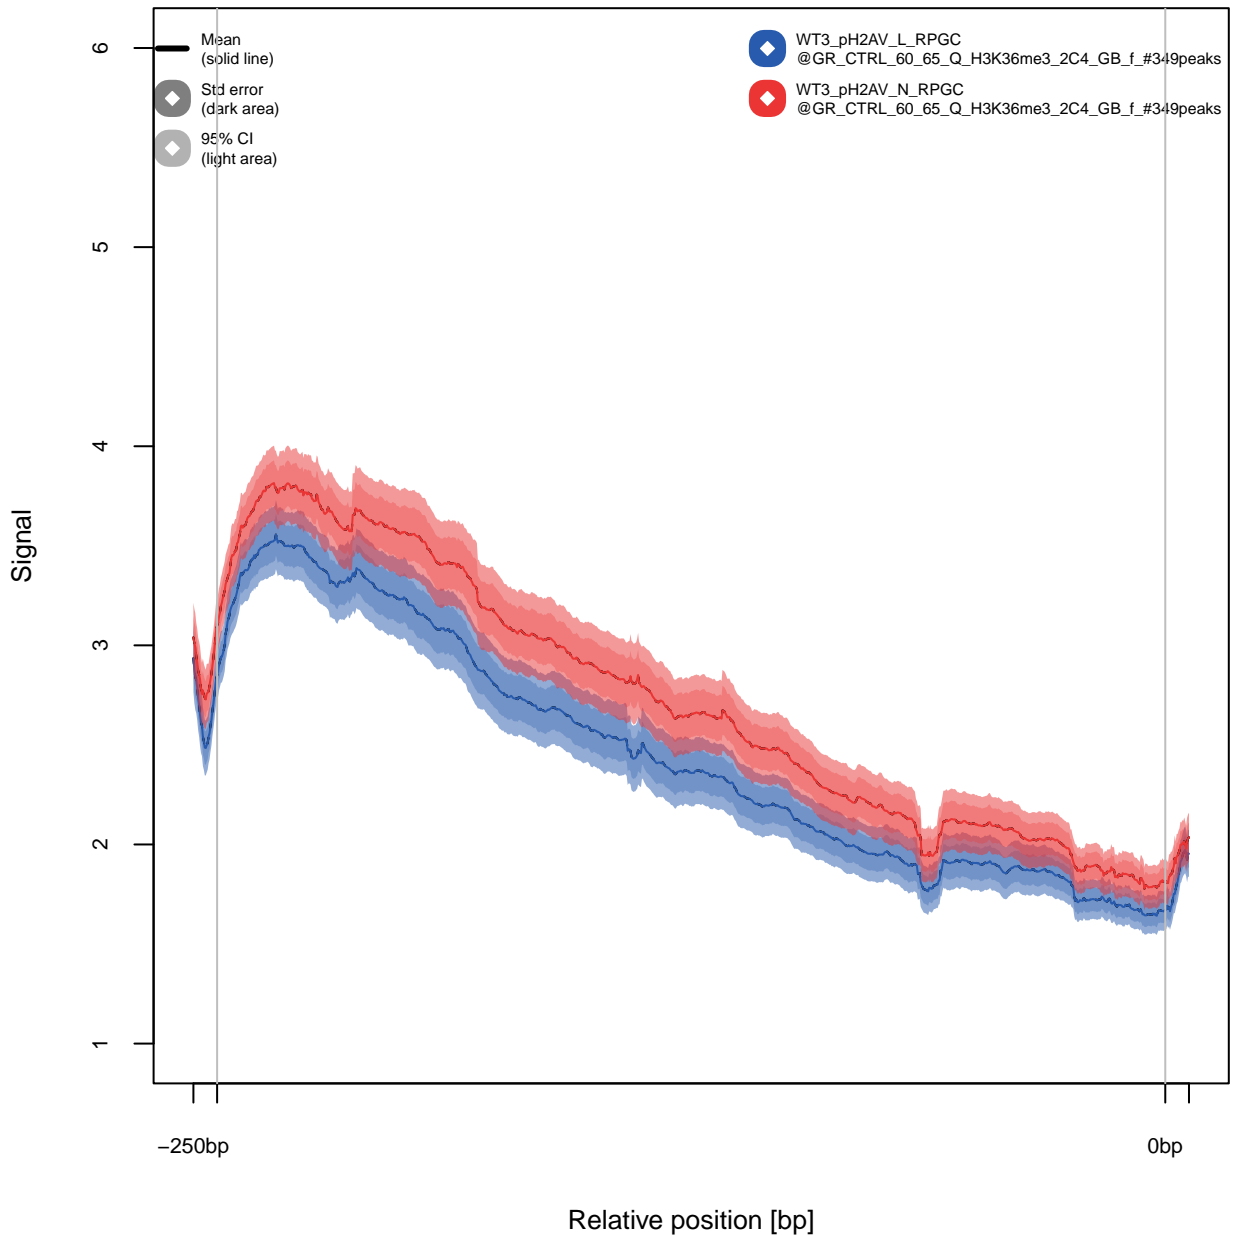 Mean
(solid line)
Std error
(dark area)
95% CI
(light area)
WT3_pH2AV_L_RPGC
@GR_CTRL_60_65_Q_H3K36me3_2C4_GB_f_#349peaks
WT3_pH2AV_N_RPGC
@GR_CTRL_60_65_Q_H3K36me3_2C4_GB_f_#349peaks
6
5
4
3
2
1
Signal
−250bp
0bp
Relative position [bp]